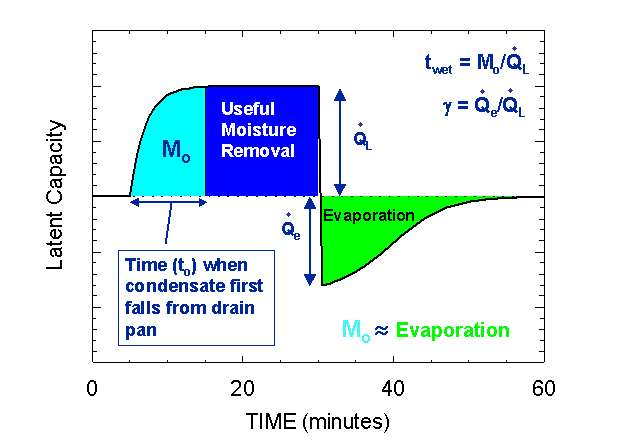 t_wet = M_o/Q̇_L
γ = Q̇_e/Q̇_L
Useful
Moisture
Removal
M_o
Q̇_L
Evaporation
Q̇_e
Time (t_o) when
condensate first
falls from drain
pan
M_o ≈ Evaporation
Latent Capacity
0 20 40 60
TIME (minutes)